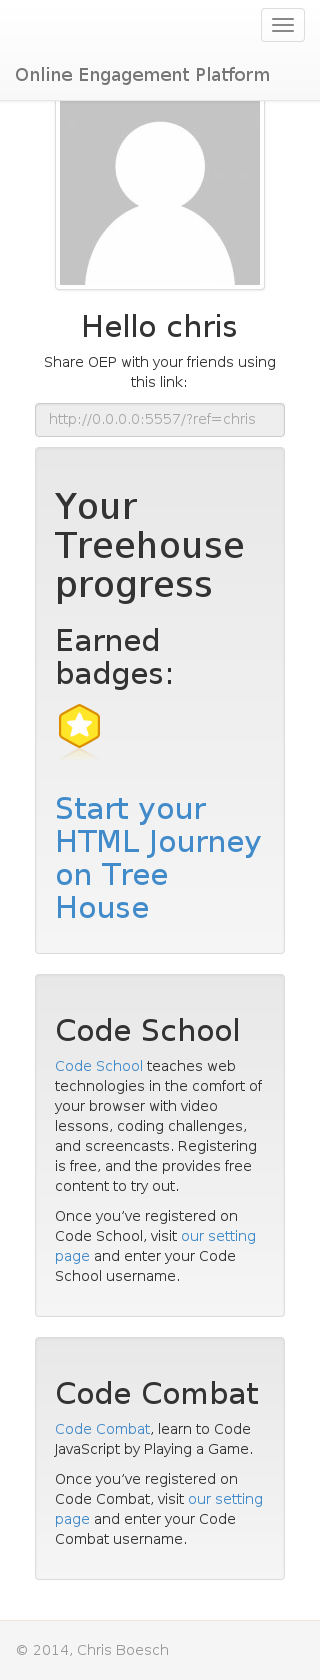 Online Engagement Platform
Hello chris
Share OEP with your friends using
this link:
http://0.0.0.0:5557/?ref=chris
Your
Treehouse
progress
Earned
badges:
Start your
HTML Journey
on Tree
House
Code School
Code School teaches web
technologies in the comfort of
your browser with video
lessons, coding challenges,
and screencasts. Registering
is free, and the provides free
content to try out.
Once you've registered on
Code School, visit our setting
page and enter your Code
School username.
Code Combat
Code Combat, learn to Code
JavaScript by Playing a Game.
Once you've registered on
Code Combat, visit our setting
page and enter your Code
Combat username.
© 2014, Chris Boesch